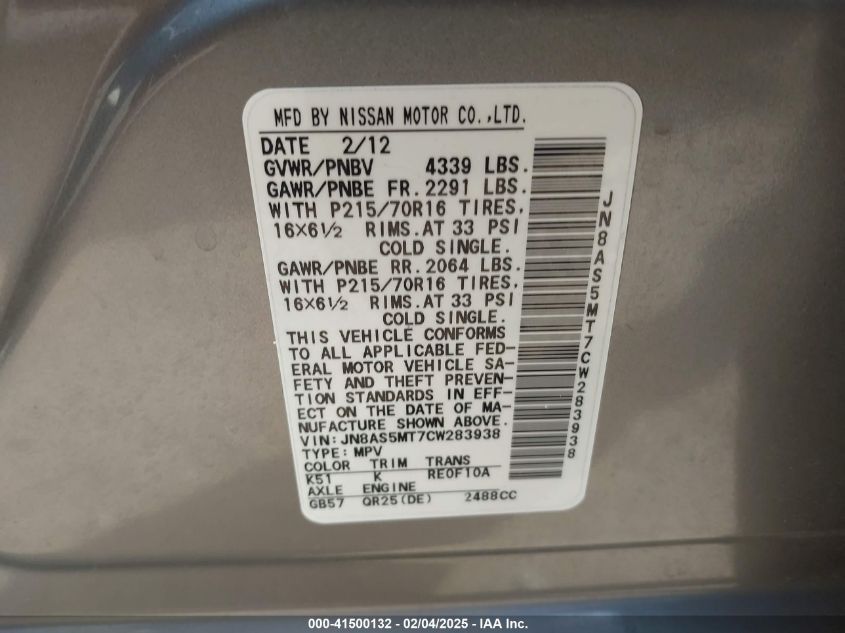 MFD BY NISSAN MOTOR CO.,LTD.
DATE 2/12
GVWR/PNBV 4339 LBS.
GAWR/PNBE FR. 2291 LBS.
WITH P215/70R16 TIRES,
16×6½ RIMS. AT 33 PSI
COLD SINGLE.
GAWR/PNBE RR. 2064 LBS.
WITH P215/70R16 TIRES,
16×6½ RIMS. AT 33 PSI
COLD SINGLE.
THIS VEHICLE CONFORMS
TO ALL APPLICABLE FED-
ERAL MOTOR VEHICLE SA-
FETY AND THEFT PREVEN-
TION STANDARDS IN EFF-
ECT ON THE DATE OF MA-
NUFACTURE SHOWN ABOVE.
VIN: JN8AS5MT7CW283938
TYPE: MPV
COLOR TRIM TRANS
K51 K RE0F10A
AXLE ENGINE
GB57 QR25(DE) 2488CC
JN8AS5MT7CW283938
000-41500132 - 02/04/2025 - IAA Inc.